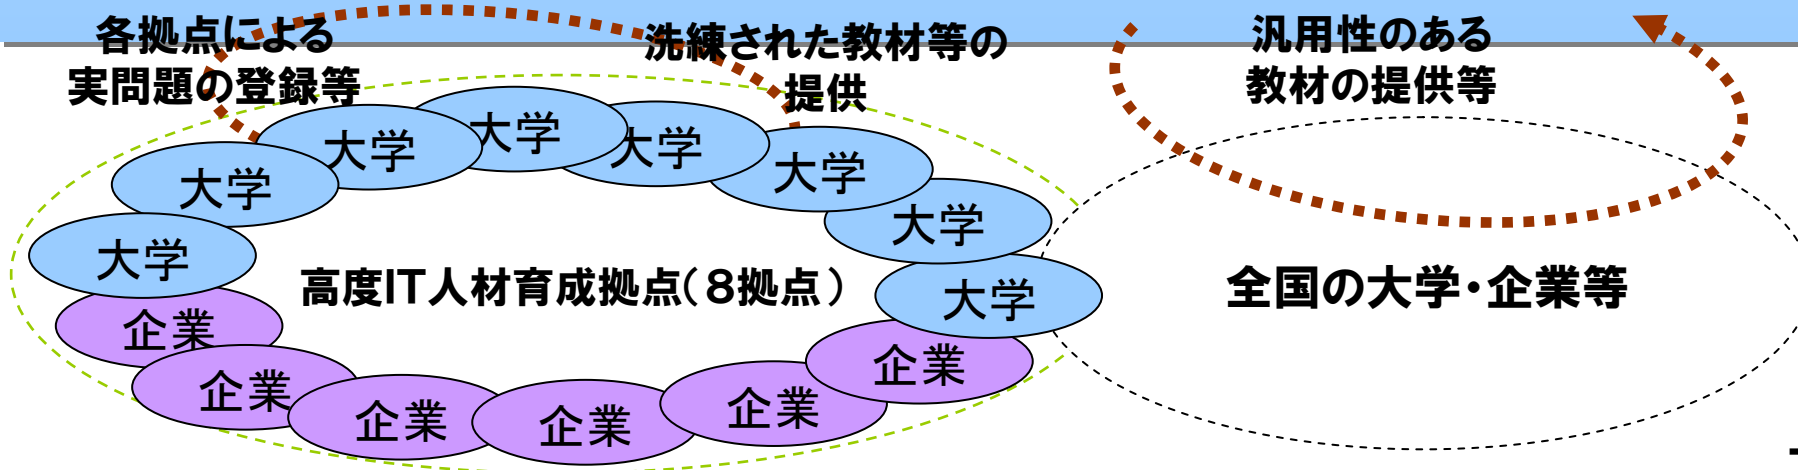 各拠点による
実問題の登録等
洗練された教材等の
提供
汎用性のある
教材の提供等
大学
大学
大学
大学
大学
大学
大学
大学
高度IT人材育成拠点(8拠点)
全国の大学・企業等
企業
企業
企業
企業
企業
企業